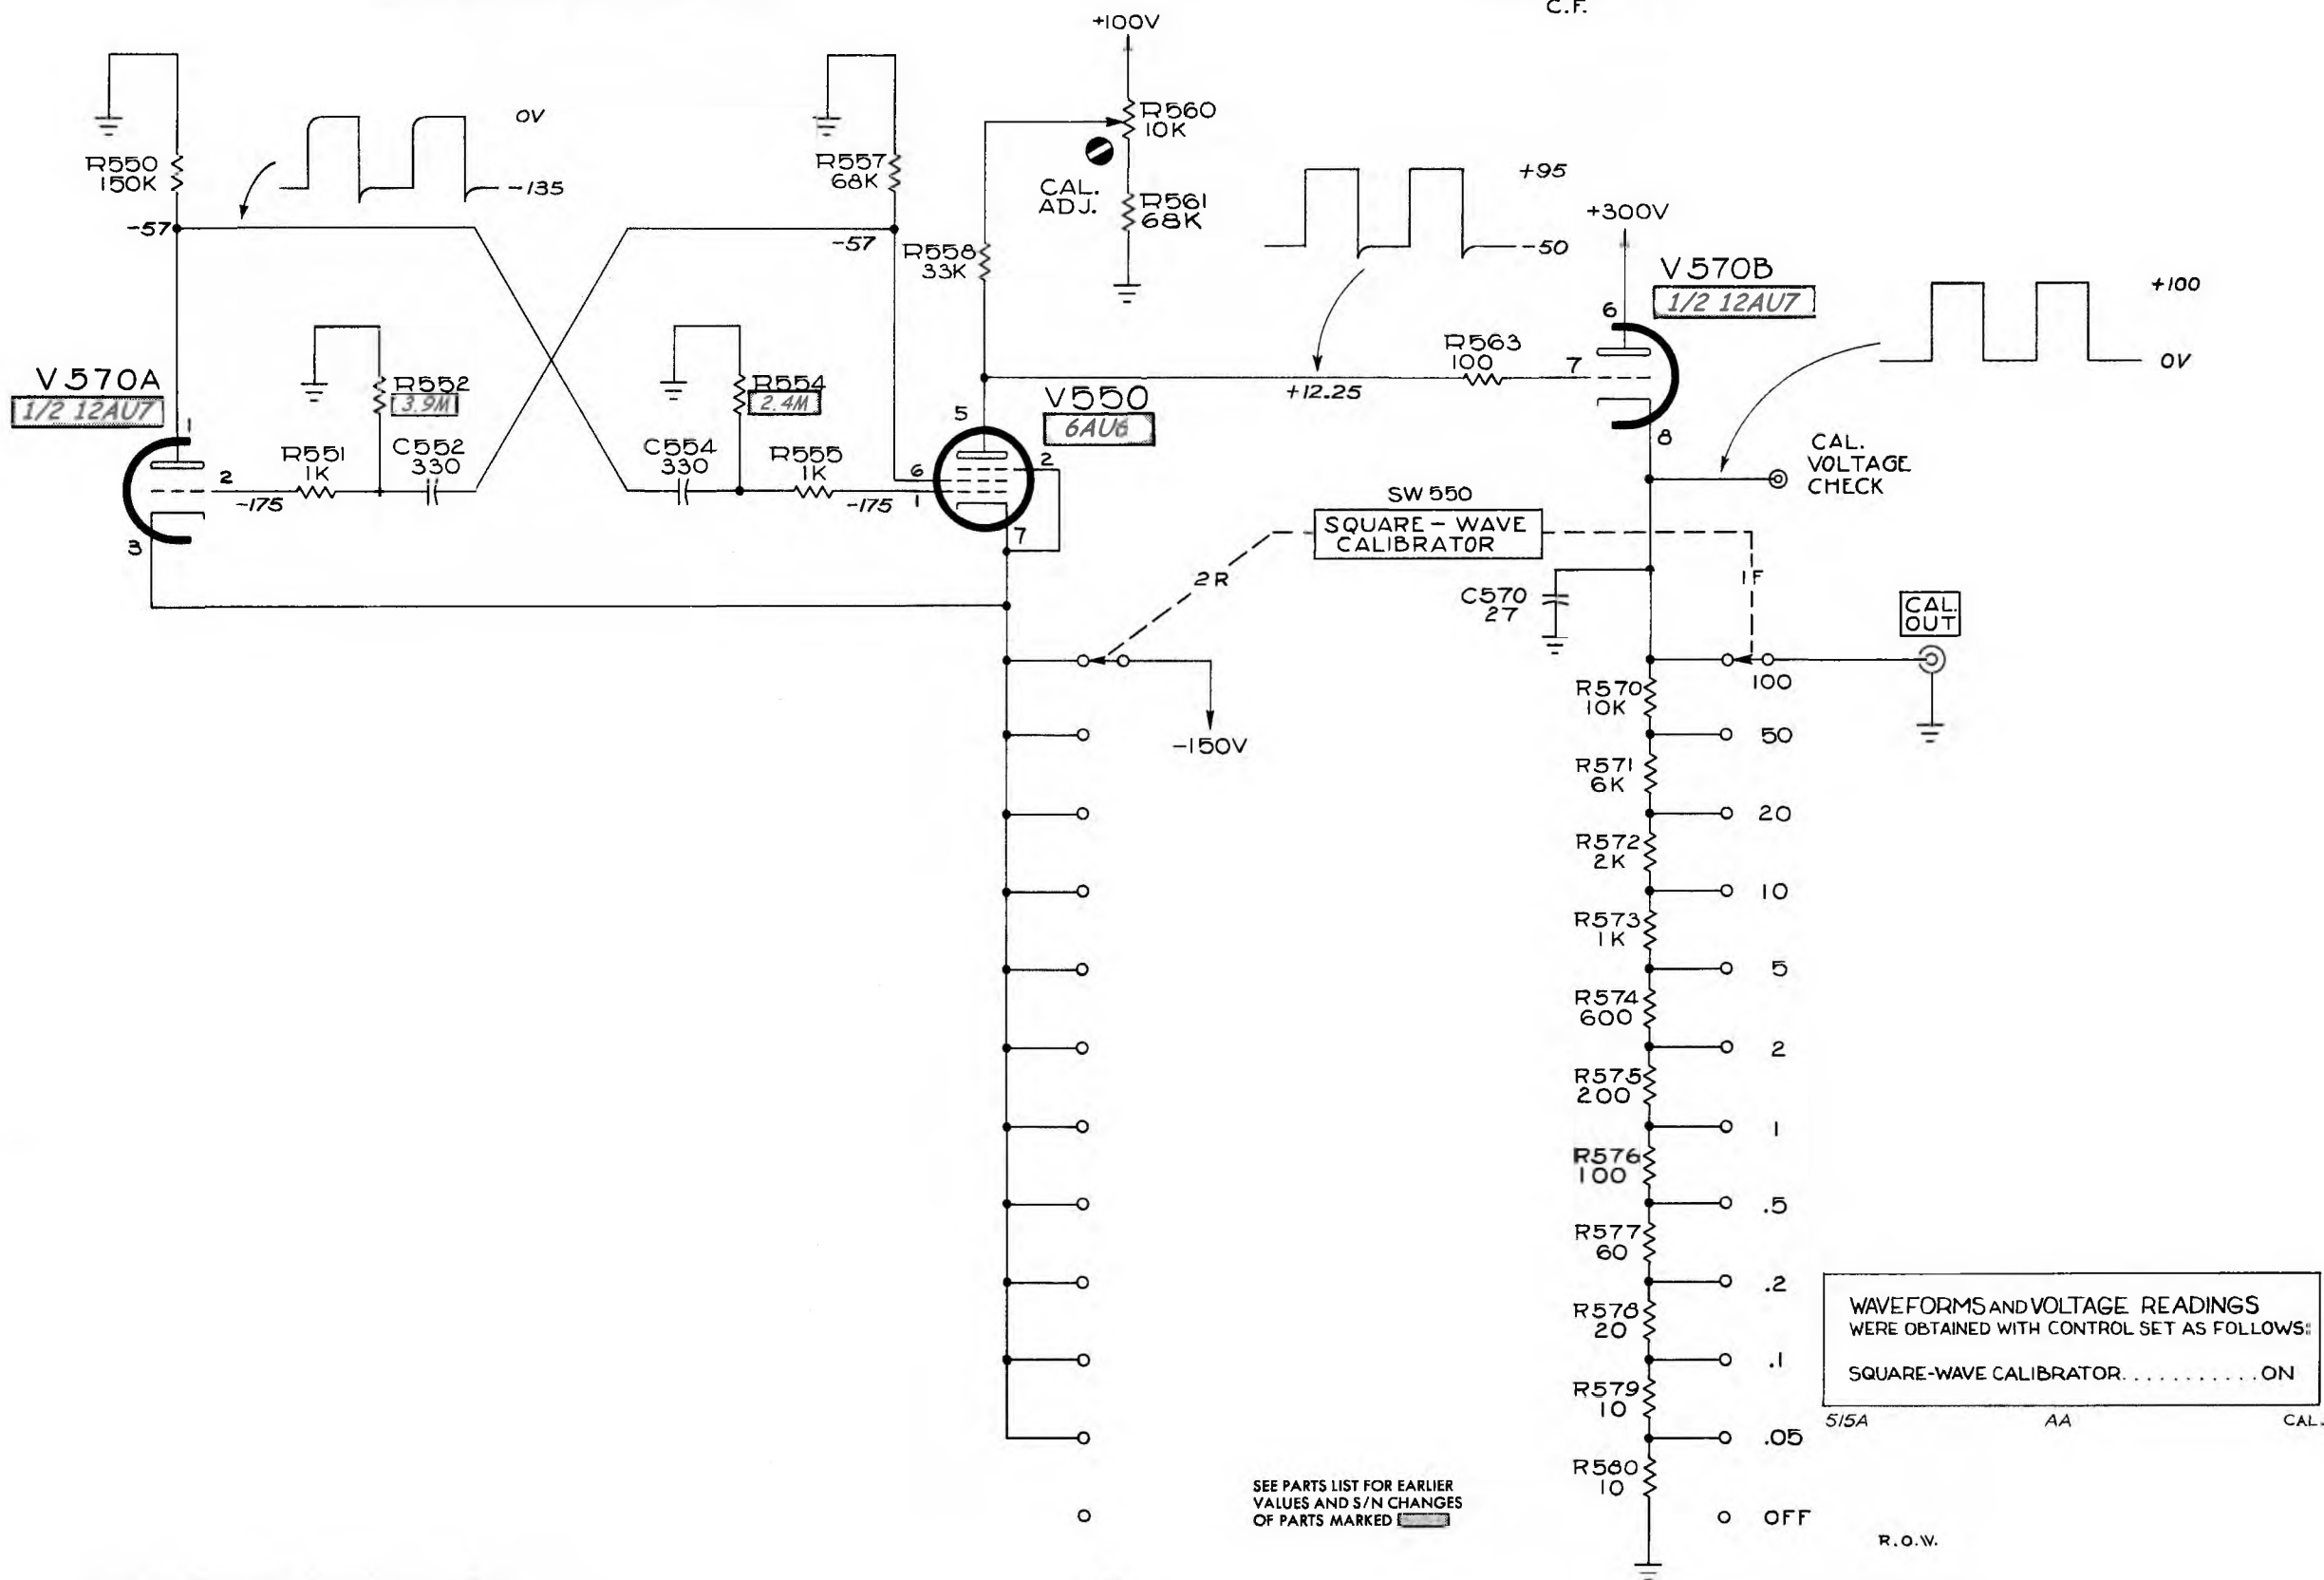 C.F.
+100V
R560
10K
CAL.
ADJ.
R561
68K
R550
150K
0V
-135
-57
R557
68K
-57
R558
33K
+95
-50
+300V
V570B
1/2 12AU7
6
+100
0V
V570A
1/2 12AU7
1
2
3
-175
R551
1K
R552
3.9M
C552
330
R554
2.4M
C554
330
R555
1K
-175
5
V550
6AU6
6
1
2
7
+12.25
R563
100
7
8
CAL.
VOLTAGE
CHECK
SW 550
SQUARE - WAVE
CALIBRATOR
2R
1F
C570
27
CAL.
OUT
-150V
100
R570
10K
50
R571
6K
20
R572
2K
10
R573
1K
5
R574
600
2
R575
200
1
R576
100
.5
R577
60
.2
R578
20
.1
R579
10
.05
R580
10
OFF
SEE PARTS LIST FOR EARLIER
VALUES AND S/N CHANGES
OF PARTS MARKED
WAVEFORMS AND VOLTAGE READINGS
WERE OBTAINED WITH CONTROL SET AS FOLLOWS:
SQUARE-WAVE CALIBRATOR...........ON
515A AA CAL.
R.O.W.